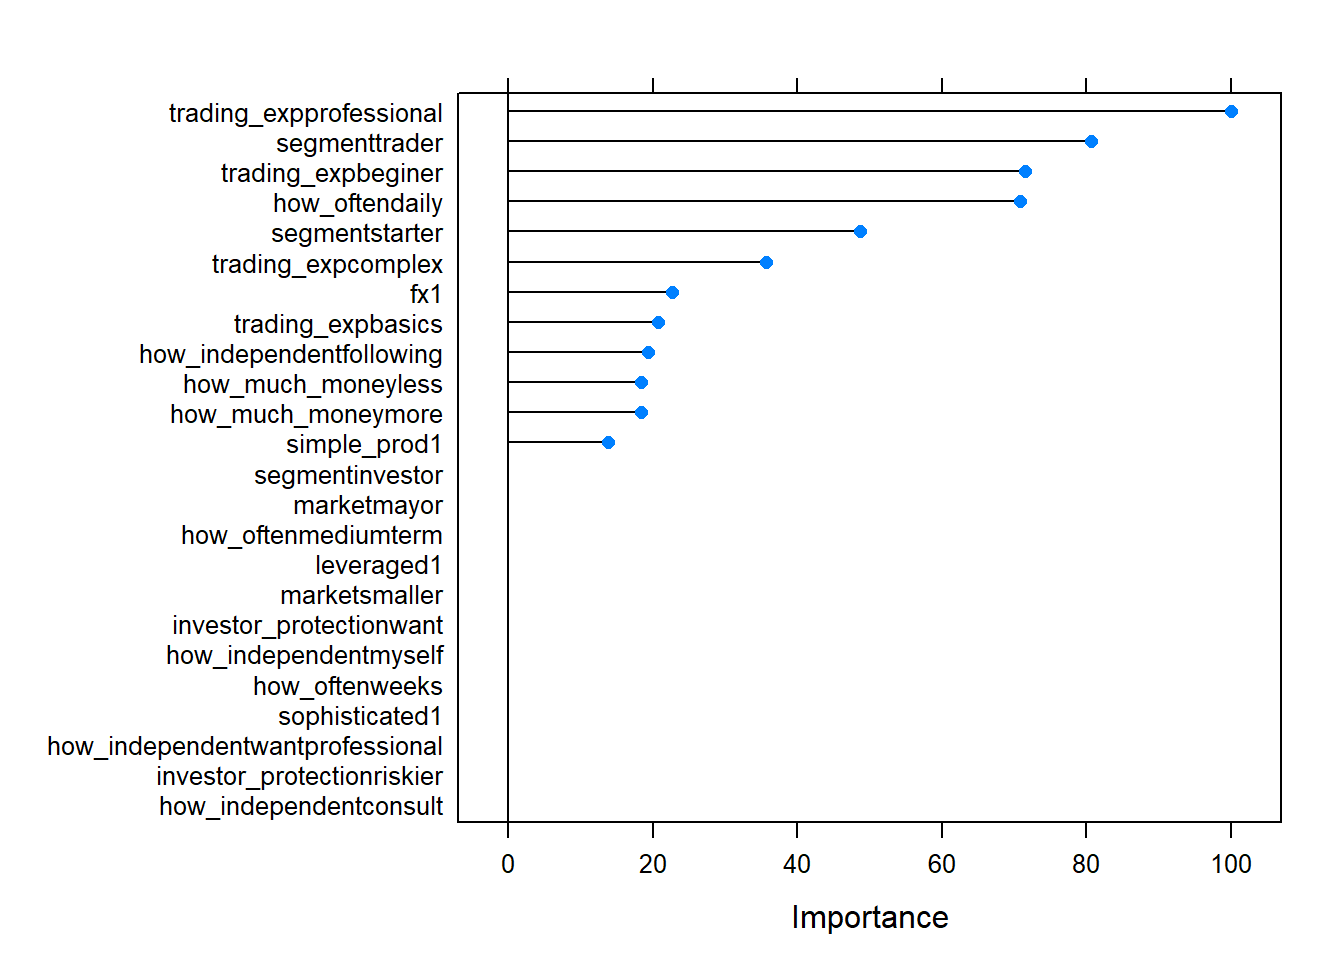 trading_expprofessional
segmenttrader
trading_expbeginer
how_oftendaily
segmentstarter
trading_expcomplex
fx1
trading_expbasics
how_independentfollowing
how_much_moneyless
how_much_moneymore
simple_prod1
segmentinvestor
marketmayor
how_oftenmediumterm
leveraged1
marketsmaller
investor_protectionwant
how_independentmyself
how_oftenweeks
sophisticated1
how_independentwantprofessional
investor_protectionriskier
how_independentconsult
0 20 40 60 80 100
Importance